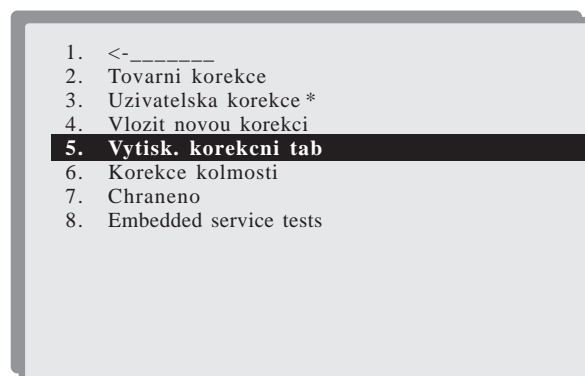 1. <-_______
2. Tovarni korekce
3. Uzivatelska korekce *
4. Vlozit novou korekci
5. Vytisk. korekcni tab
6. Korekce kolmosti
7. Chraneno
8. Embedded service tests